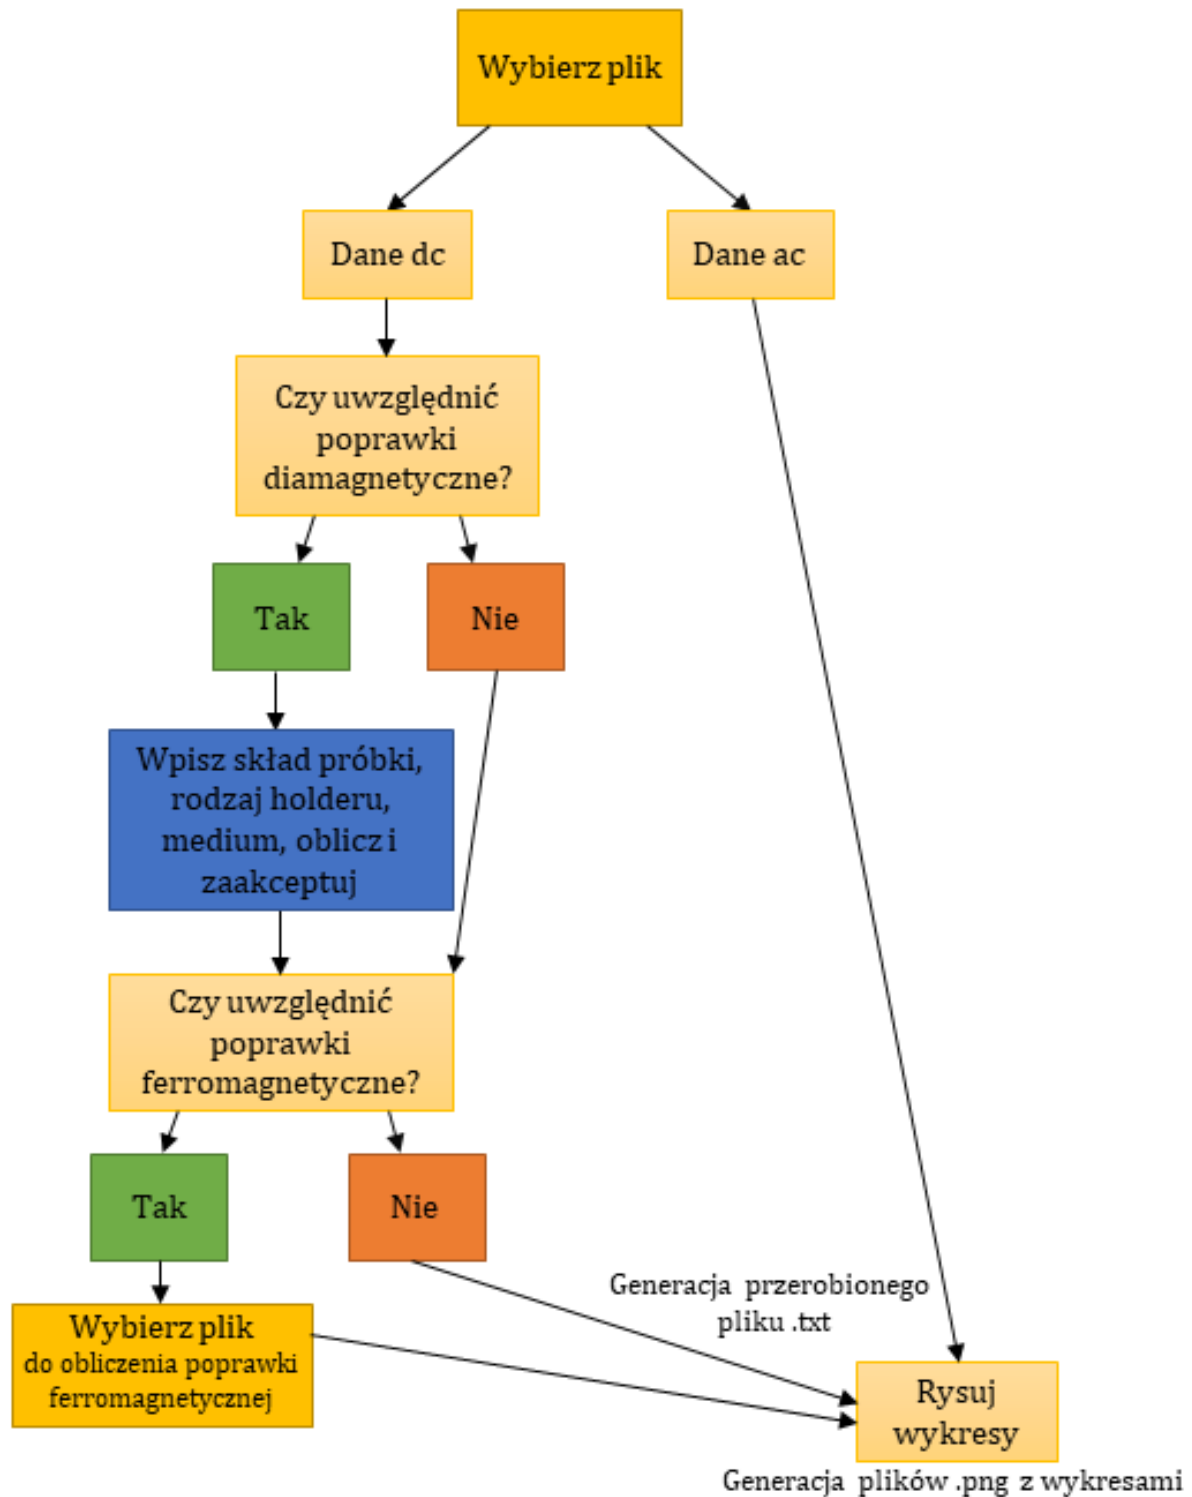 Wybierz plik
Dane dc
Dane ac
Czy uwzględnić
poprawki
diamagnetyczne?
Tak
Nie
Wpisz skład próbki,
rodzaj holderu,
medium, oblicz i
zaakceptuj
Czy uwzględnić
poprawki
ferromagnetyczne?
Tak
Nie
Generacja przerobionego
pliku .txt
Wybierz plik
do obliczenia poprawki
ferromagnetycznej
Rysuj
wykresy
Generacja plików .png z wykresami